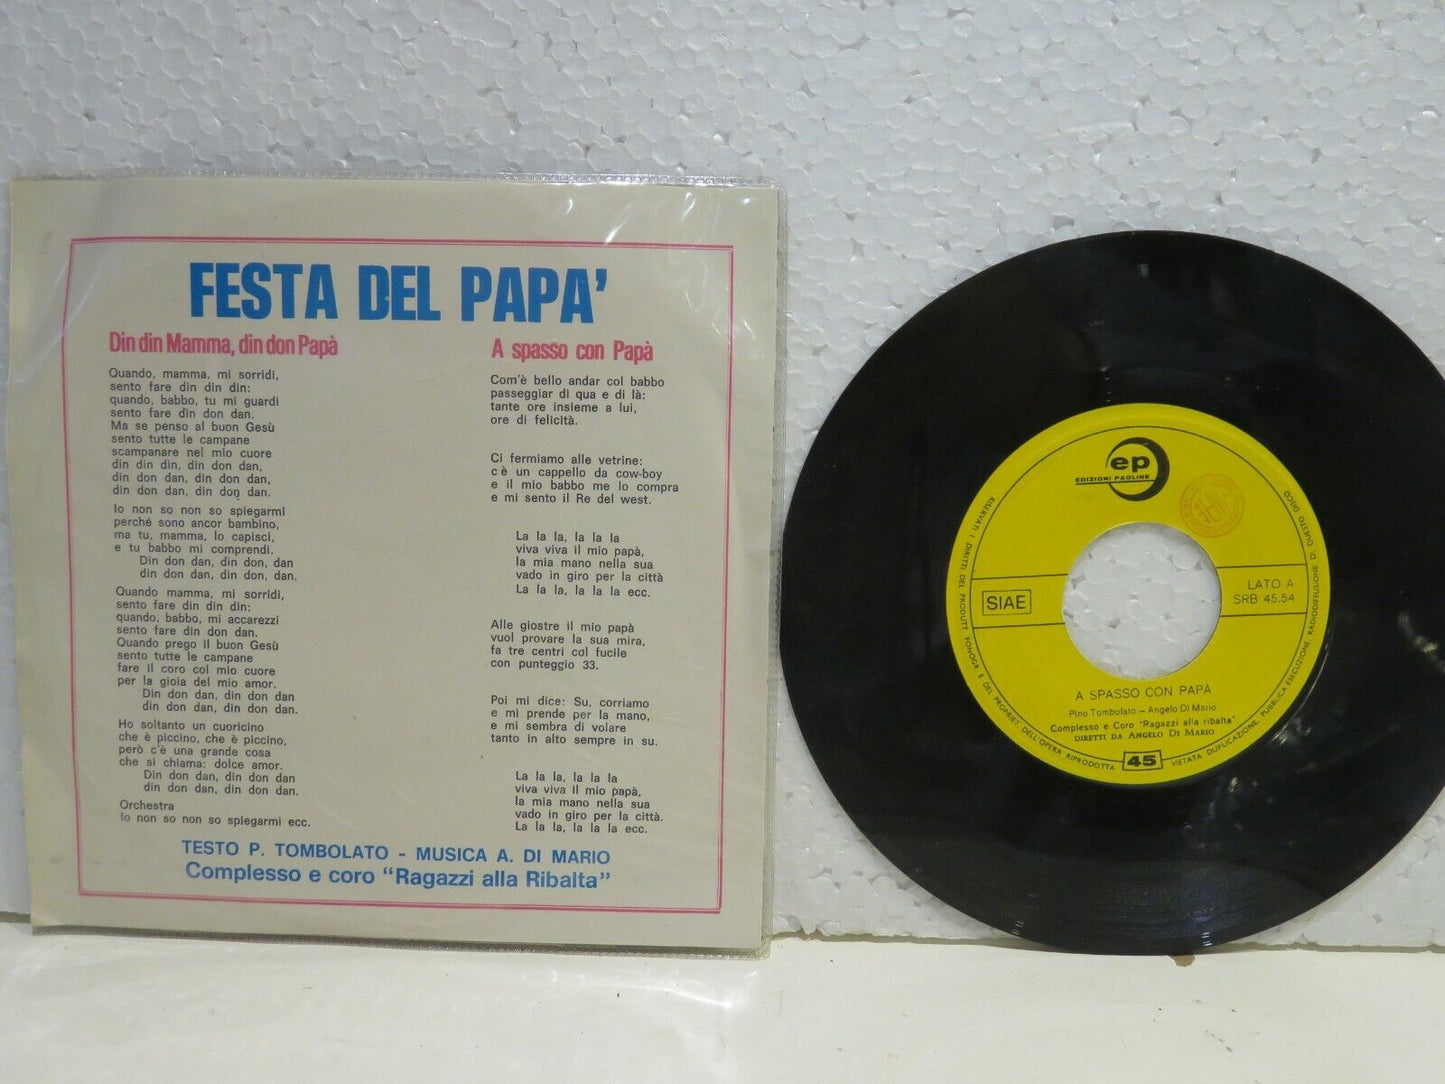 FESTA DEL PAPA'
Din din Mamma, din don Papà
Quando, mamma, mi sorridi,
sento fare din din din:
quando, babbo, tu mi guardi
sento fare din don dan.
Ma se penso al buon Gesù
sento tutte le campane
scampanare nel mio cuore
din din din, din don dan,
din don dan, din don dan,
din don dan, din don dan.
Io non so non so spiegarmi
perché sono ancor bambino,
ma tu, mamma, lo capisci,
e tu babbo mi comprendi.
Din don dan, din don, dan
din don dan, din don. dan.
Quando mamma, mi sorridi,
sento fare din din din:
quando, babbo, mi accarezzi
sento fare din don dan.
Quando prego il buon Gesù
sento tutte le campane
fare il coro col mio cuore
per la gioia del mio amor.
Din don dan, din don dan
din don dan, din don dan.
Ho soltanto un cuoricino
che è piccino, che è piccino,
però c'è una grande cosa
che si chiama: dolce amor.
Din don dan, din don dan
din don dan, din don dan.
Orchestra
Io non so non so spiegarmi ecc.
A spasso con Papà
Com'è bello andar col babbo
passeggiar di qua e di là:
tante ore insieme a lui,
ore di felicità.
Ci fermiamo alle vetrine:
c'è un cappello da cow-boy
e il mio babbo me lo compra
e mi sento il Re del west.
La la la, la la la
viva viva il mio papà,
la mia mano nella sua
vado in giro per la città
La la la, la la la ecc.
Alle giostre il mio papà
vuol provare la sua mira,
fa tre centri col fucile
con punteggio 33.
Poi mi dice: Su, corriamo
e mi prende per la mano,
e mi sembra di volare
tanto in alto sempre in su.
La la la, la la la
viva viva il mio papà,
la mia mano nella sua
vado in giro per la città.
La la la, la la la ecc.
TESTO P. TOMBOLATO - MUSICA A. DI MARIO
Complesso e coro "Ragazzi alla Ribalta"
ep
EDIZIONI PAOLINE
SIAE
LATO A
SRB 45.54
A SPASSO CON PAPÀ
Pino Tombolato - Angelo Di Mario
Complesso e Coro "Ragazzi alla ribalta"
DIRETTI DA ANGELO DI MARIO
45
RISERVATI I DIRITTI DEL PRODUTT. FONOGR. E DEL PROPRIET. DELL'OPERA RIPRODOTTA
VIETATA DUPLICAZIONE, PUBBLICA ESECUZIONE, RADIODIFFUSIONE DI QUESTO DISCO